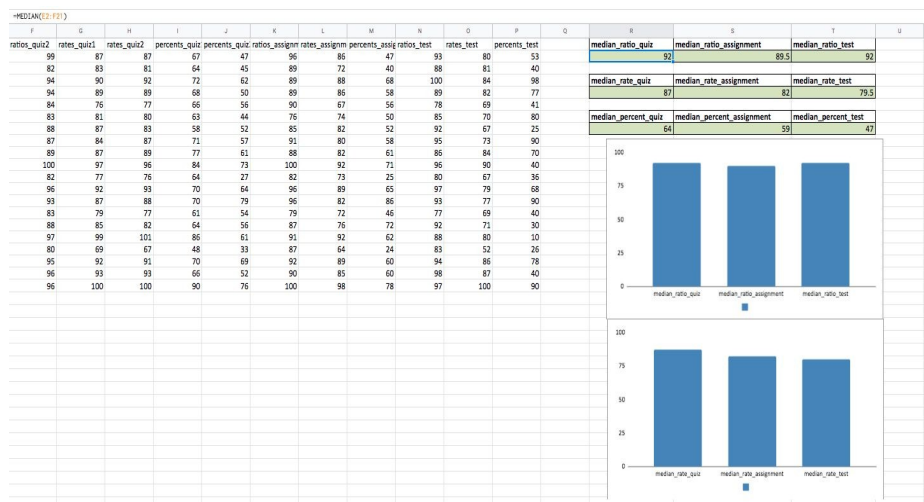 =MEDIAN(E2:F21)
F G H I J K L M N O P Q R S T U
ratios_quiz2 rates_quiz1 rates_quiz2 percents_quiz percents_quiz. ratios_assignn rates_assignm percents_assig ratios_test rates_test percents_test median_ratio_quiz median_ratio_assignment median_ratio_test
99 87 87 67 47 96 86 47 93 80 53 92 89.5 92
82 83 81 64 45 89 72 40 88 81 40
94 90 92 72 62 89 88 68 100 84 98 median_rate_quiz median_rate_assignment median_rate_test
94 89 89 68 50 89 86 58 89 82 77 87 82 79.5
84 76 77 66 56 90 67 56 78 69 41
83 81 80 63 44 76 74 50 85 70 80 median_percent_quiz median_percent_assignment median_percent_test
88 87 83 58 52 85 82 52 92 67 25 64 59 47
87 84 87 71 57 91 80 58 95 73 90
89 87 89 77 61 88 82 61 86 84 70
100 97 96 84 73 100 92 71 96 90 40
82 77 76 64 27 82 73 25 80 67 36
96 92 93 70 64 96 89 65 97 79 68
93 87 88 70 79 96 82 86 93 77 90
83 79 77 61 54 79 72 46 77 69 40
88 85 82 64 56 87 76 72 92 71 30
97 99 101 86 61 91 92 62 88 80 10
80 69 67 48 33 87 64 24 83 52 26
95 92 91 70 69 92 89 60 94 86 78
96 93 93 66 52 90 85 60 98 87 40
96 100 100 90 76 100 98 78 97 100 90
100
75
50
25
0
median_ratio_quiz median_ratio_assignment median_ratio_test
100
75
50
25
0
median_rate_quiz median_rate_assignment median_rate_test